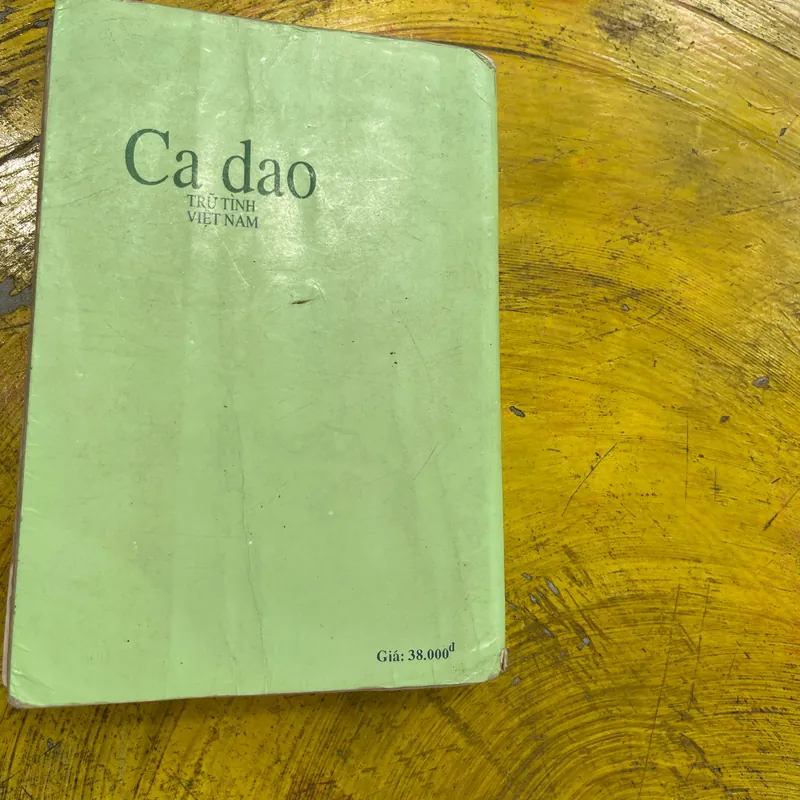 Ca dao
TRỮ TÌNH
VIỆT NAM
Giá: 38.000đ